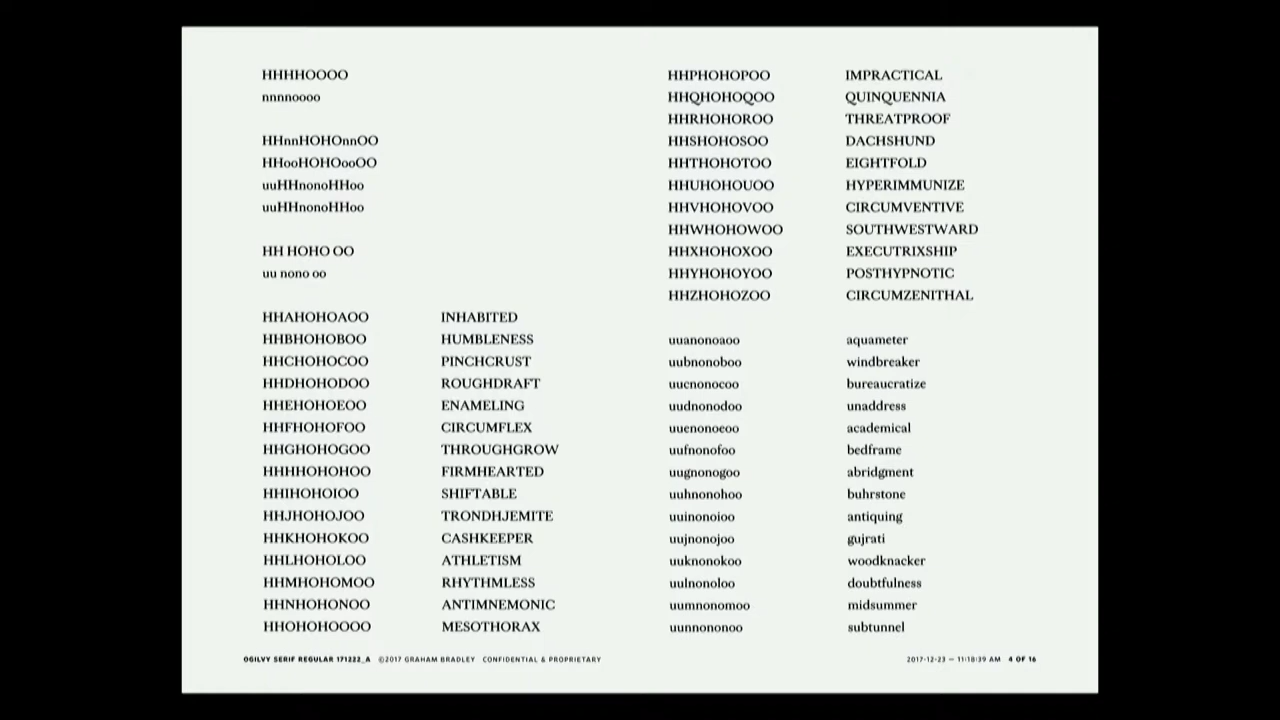 HHHHOOOO
nnnnoooo
HHnnHOHOnnOO
HHooHOHOooOO
uuHHnonoHHoo
uuHHnonoHHoo
HH HOHO OO
uu nono oo
HHAHOHOAOO INHABITED
HHBHOHOBOO HUMBLENESS
HHCHOHOCOO PINCHCRUST
HHDHOHODOO ROUGHDRAFT
HHEHOHOEOO ENAMELING
HHFHOHOFOO CIRCUMFLEX
HHGHOHOGOO THROUGHGROW
HHHHOHOHOO FIRMHEARTED
HHIHOHOIOO SHIFTABLE
HHJHOHOJOO TRONDHJEMITE
HHKHOHOKOO CASHKEEPER
HHLHOHOLOO ATHLETISM
HHMHOHOMOO RHYTHMLESS
HHNHOHONOO ANTIMNEMONIC
HHOHOHOOOO MESOTHORAX
HHPHOHOPOO IMPRACTICAL
HHQHOHOQOO QUINQUENNIA
HHRHOHOROO THREATPROOF
HHSHOHOSOO DACHSHUND
HHTHOHOTOO EIGHTFOLD
HHUHOHOUOO HYPERIMMUNIZE
HHVHOHOVOO CIRCUMVENTIVE
HHWHOHOWOO SOUTHWESTWARD
HHXHOHOXOO EXECUTRIXSHIP
HHYHOHOYOO POSTHYPNOTIC
HHZHOHOZOO CIRCUMZENITHAL
uuanonoaoo aquameter
uubnonoboo windbreaker
uucnonocoo bureaucratize
uudnonodoo unaddress
uuenonoeoo academical
uufnonofoo bedframe
uugnonogoo abridgment
uuhnonohoo buhrstone
uuinonoioo antiquing
uujnonojoo gujrati
uuknonokoo woodknacker
uulnonoloo doubtfulness
uumnonomoo midsummer
uunnononoo subtunnel
OGILVY SERIF REGULAR 171222_A ©2017 GRAHAM BRADLEY CONFIDENTIAL & PROPRIETARY
2017-12-23 — 11:18:39 AM 4 OF 16